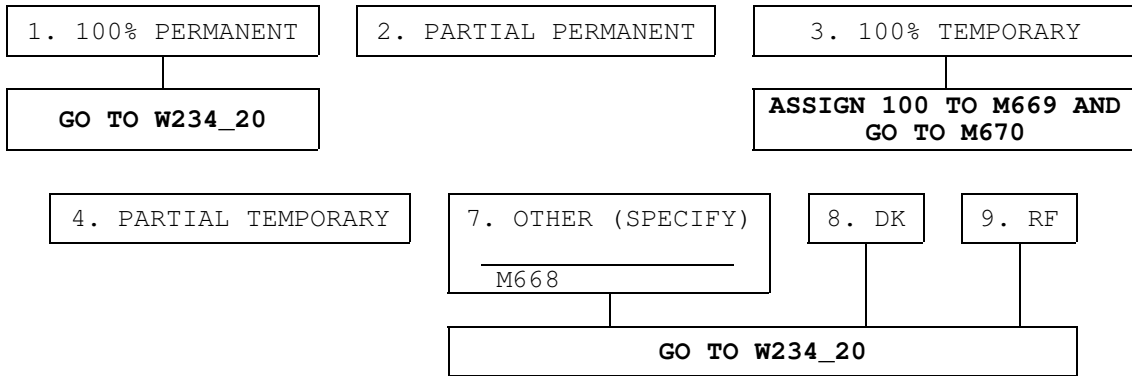 1. 100% PERMANENT
2. PARTIAL PERMANENT
3. 100% TEMPORARY
GO TO W234_20
ASSIGN 100 TO M669 AND
GO TO M670
4. PARTIAL TEMPORARY
7. OTHER (SPECIFY)
M668
8. DK
9. RF
GO TO W234_20